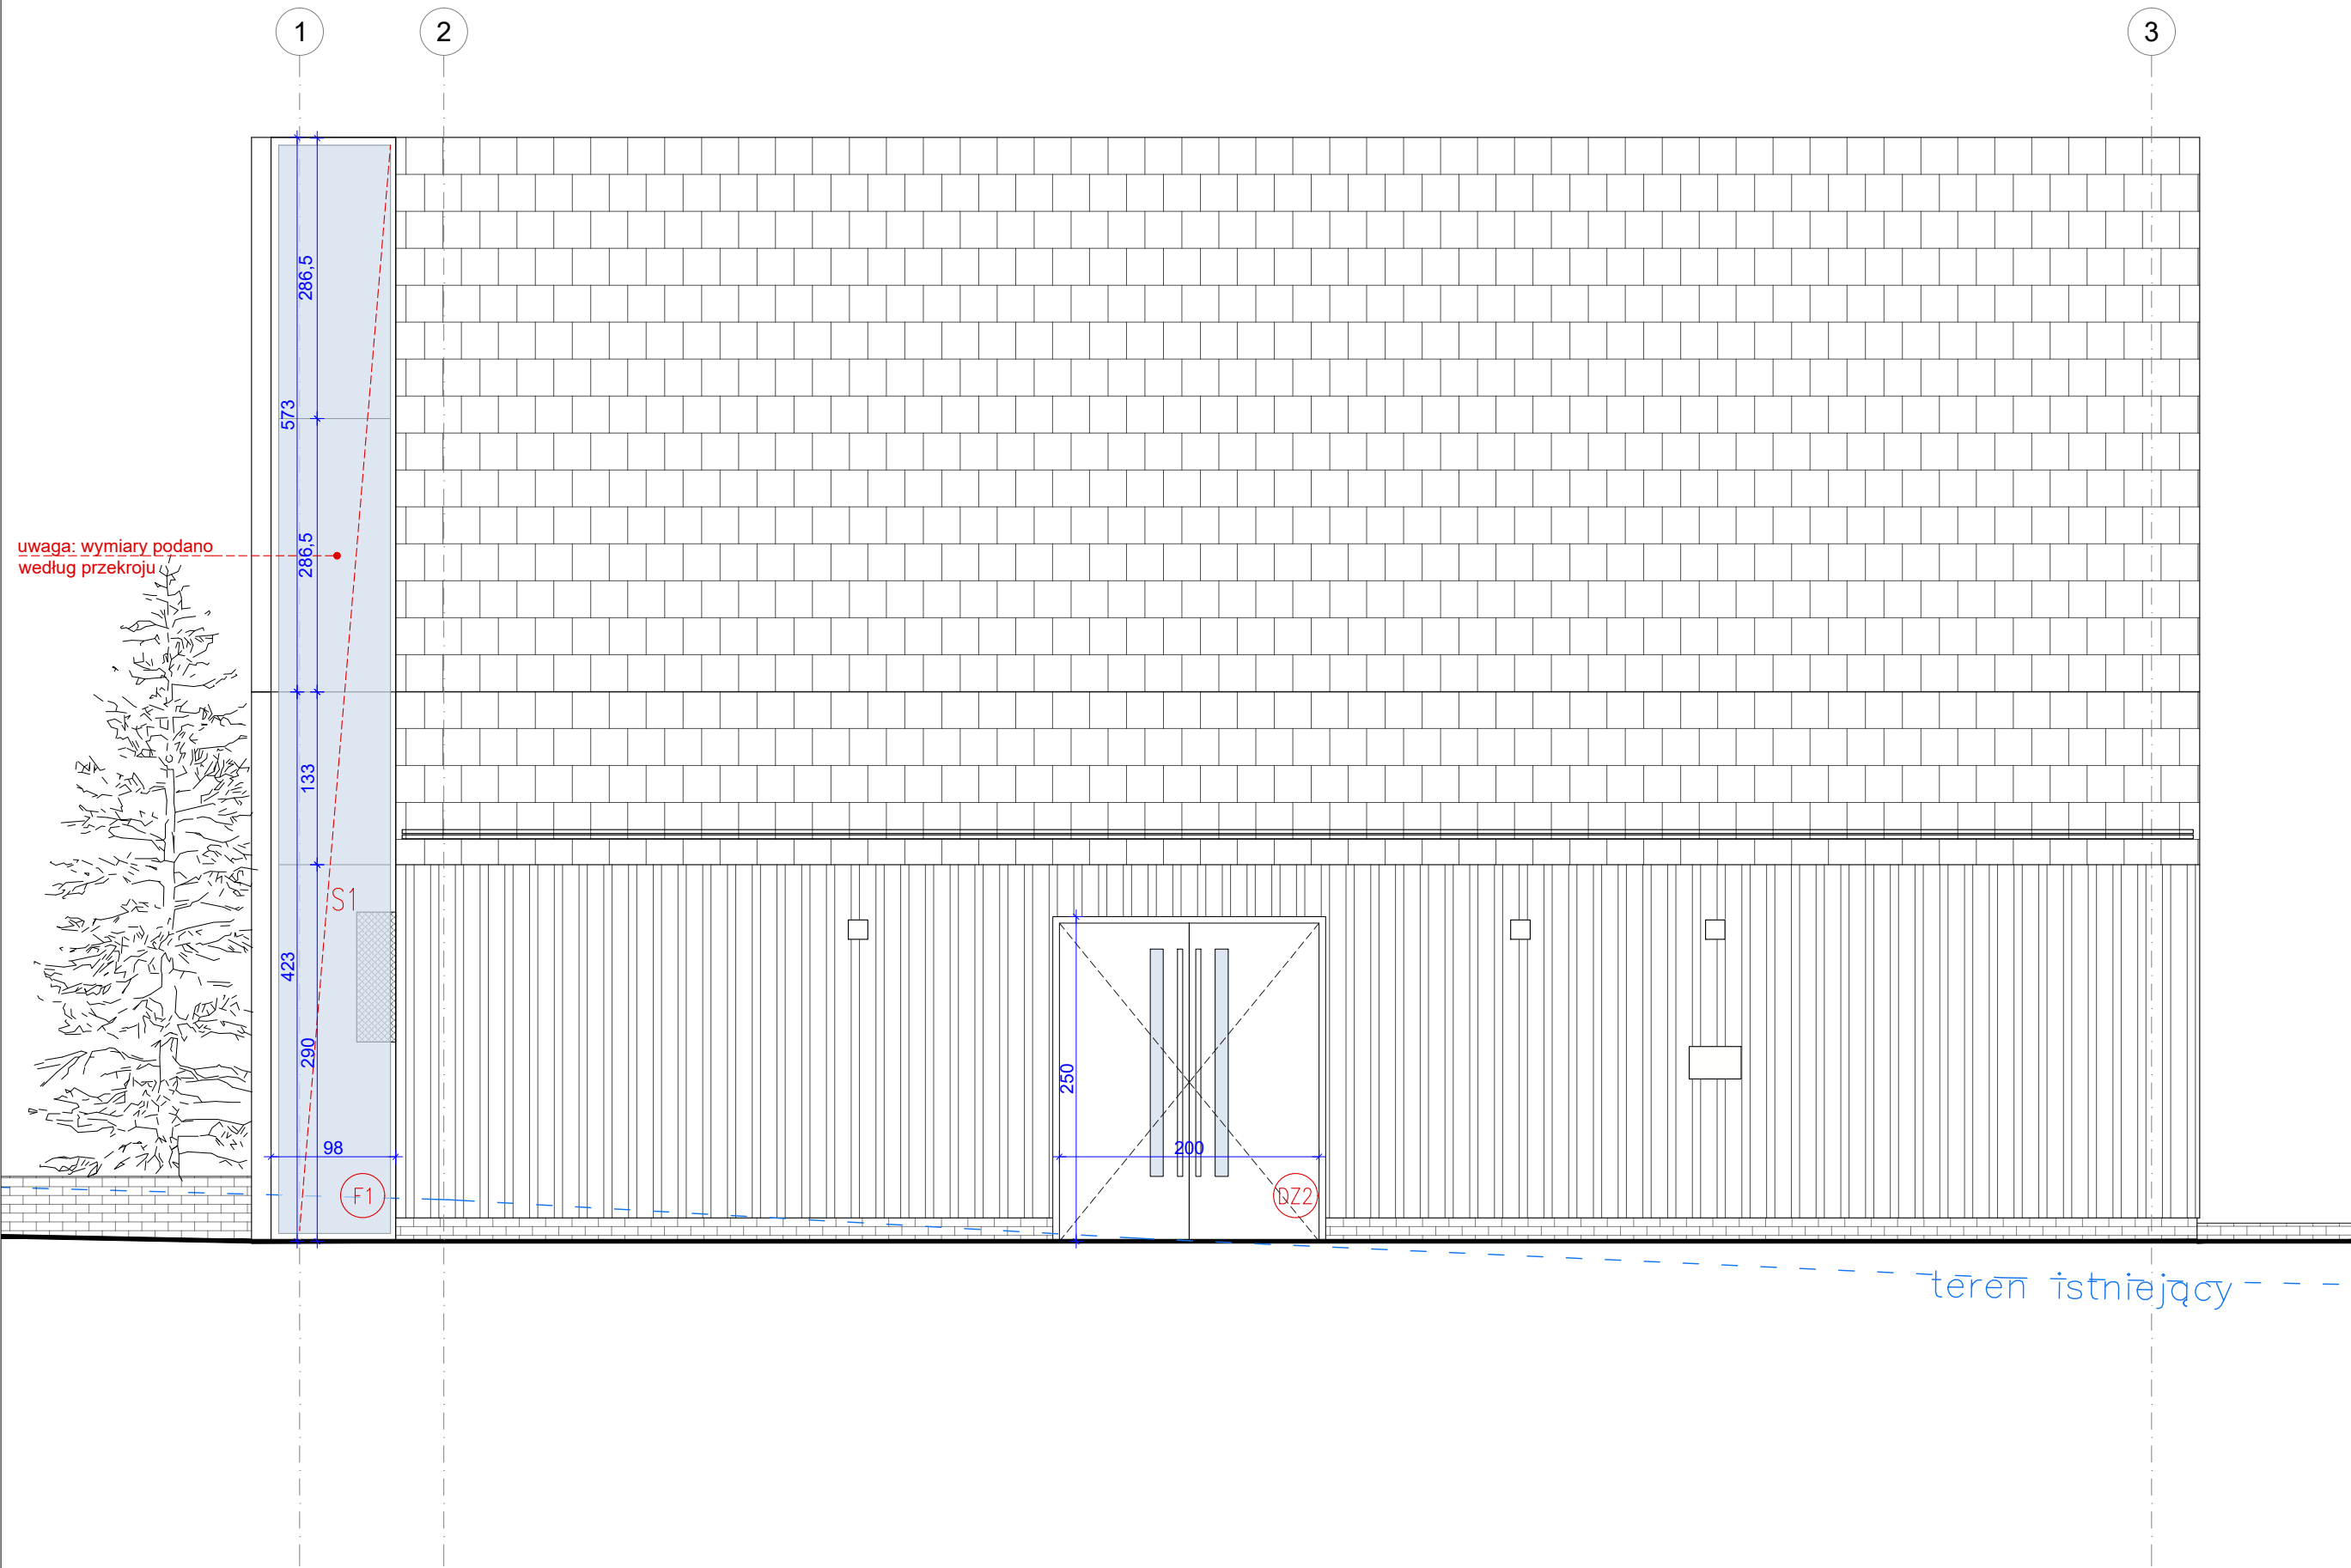 1
2
3
286,5
573
uwaga: wymiary podano
według przekroju
286,5
133
S1
423
290
250
98
200
F1
DZ2
teren istniejący